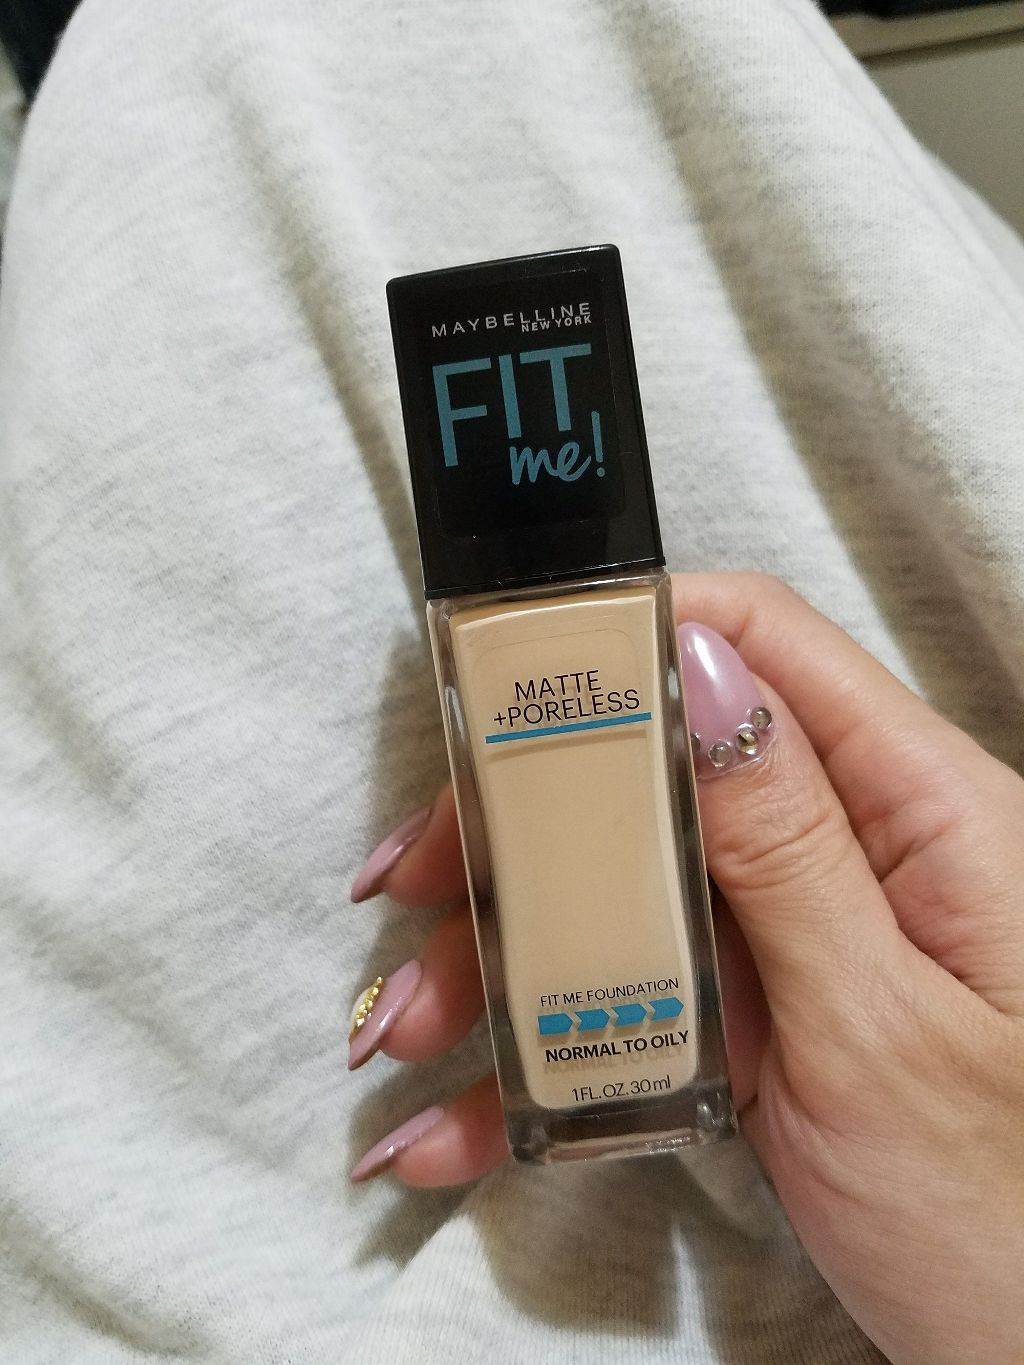 MAYBELLINE
NEW YORK
FIT
me!
MATTE
+PORELESS
FIT ME FOUNDATION
NORMAL TO OILY
1FL.OZ.30ml